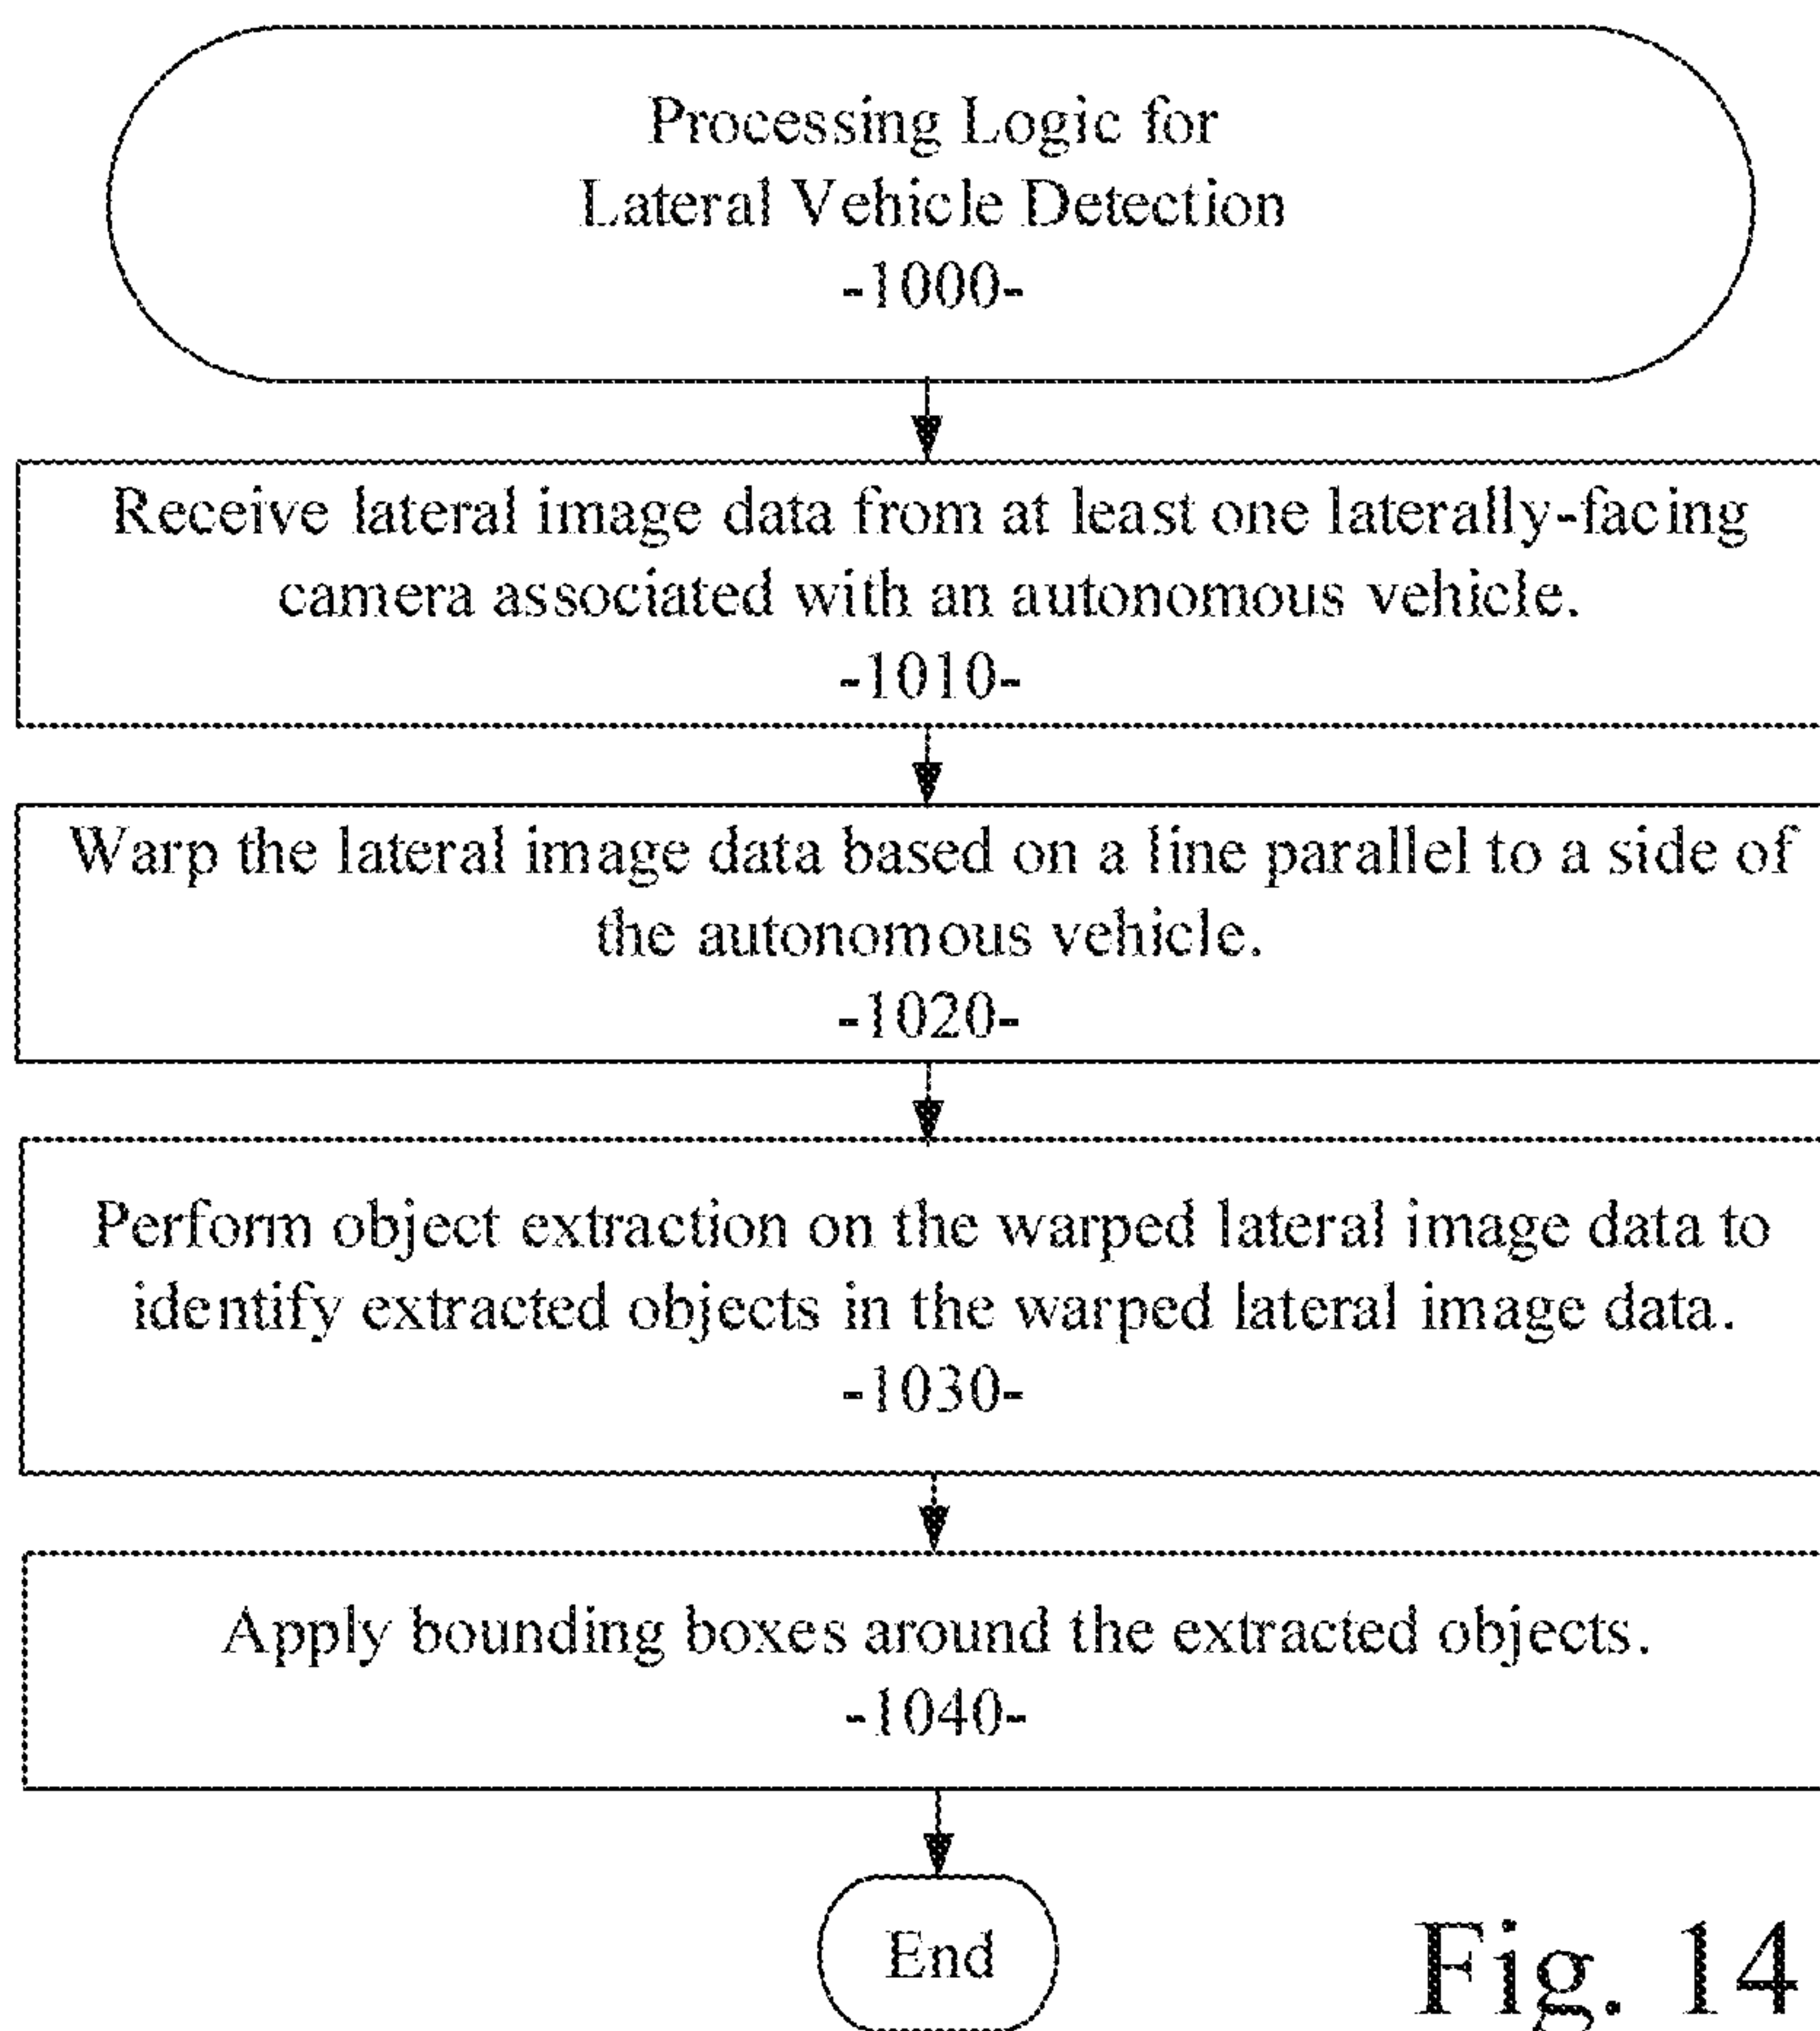 Processing Logic for
Lateral Vehicle Detection
-1000-
Receive lateral image data from at least one laterally-facing
camera associated with an autonomous vehicle.
-1010-
Warp the lateral image data based on a line parallel to a side of
the autonomous vehicle.
-1020-
Perform object extraction on the warped lateral image data to
identify extracted objects in the warped lateral image data.
-1030-
Apply bounding boxes around the extracted objects.
-1040-
End
Fig. 14